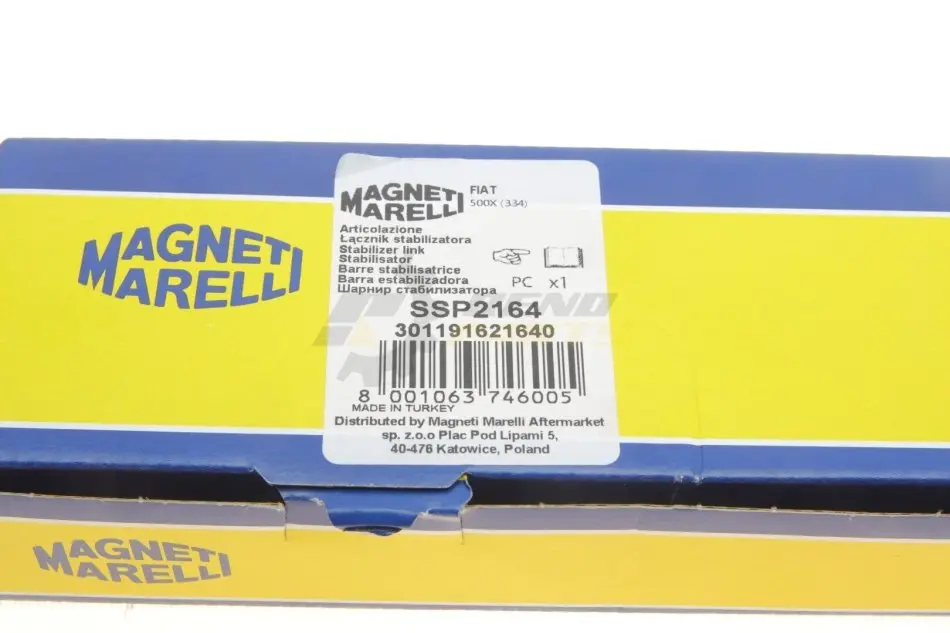 MAGNETI
MARELLI
MAGNETI
MARELLI
FIAT
500X (334)
Articolazione
Łącznik stabilizatora
Stabilizer link
Stabilisator
Barre stabilisatrice
Barra estabilizadora
Шарнир стабилизатора
PC x1
SSP2164
301191621640
8 001063 746005
MADE IN TURKEY
Distributed by Magneti Marelli Aftermarket
sp. z.o.o Plac Pod Lipami 5,
40-476 Katowice, Poland
MAGNETI
MARELLI